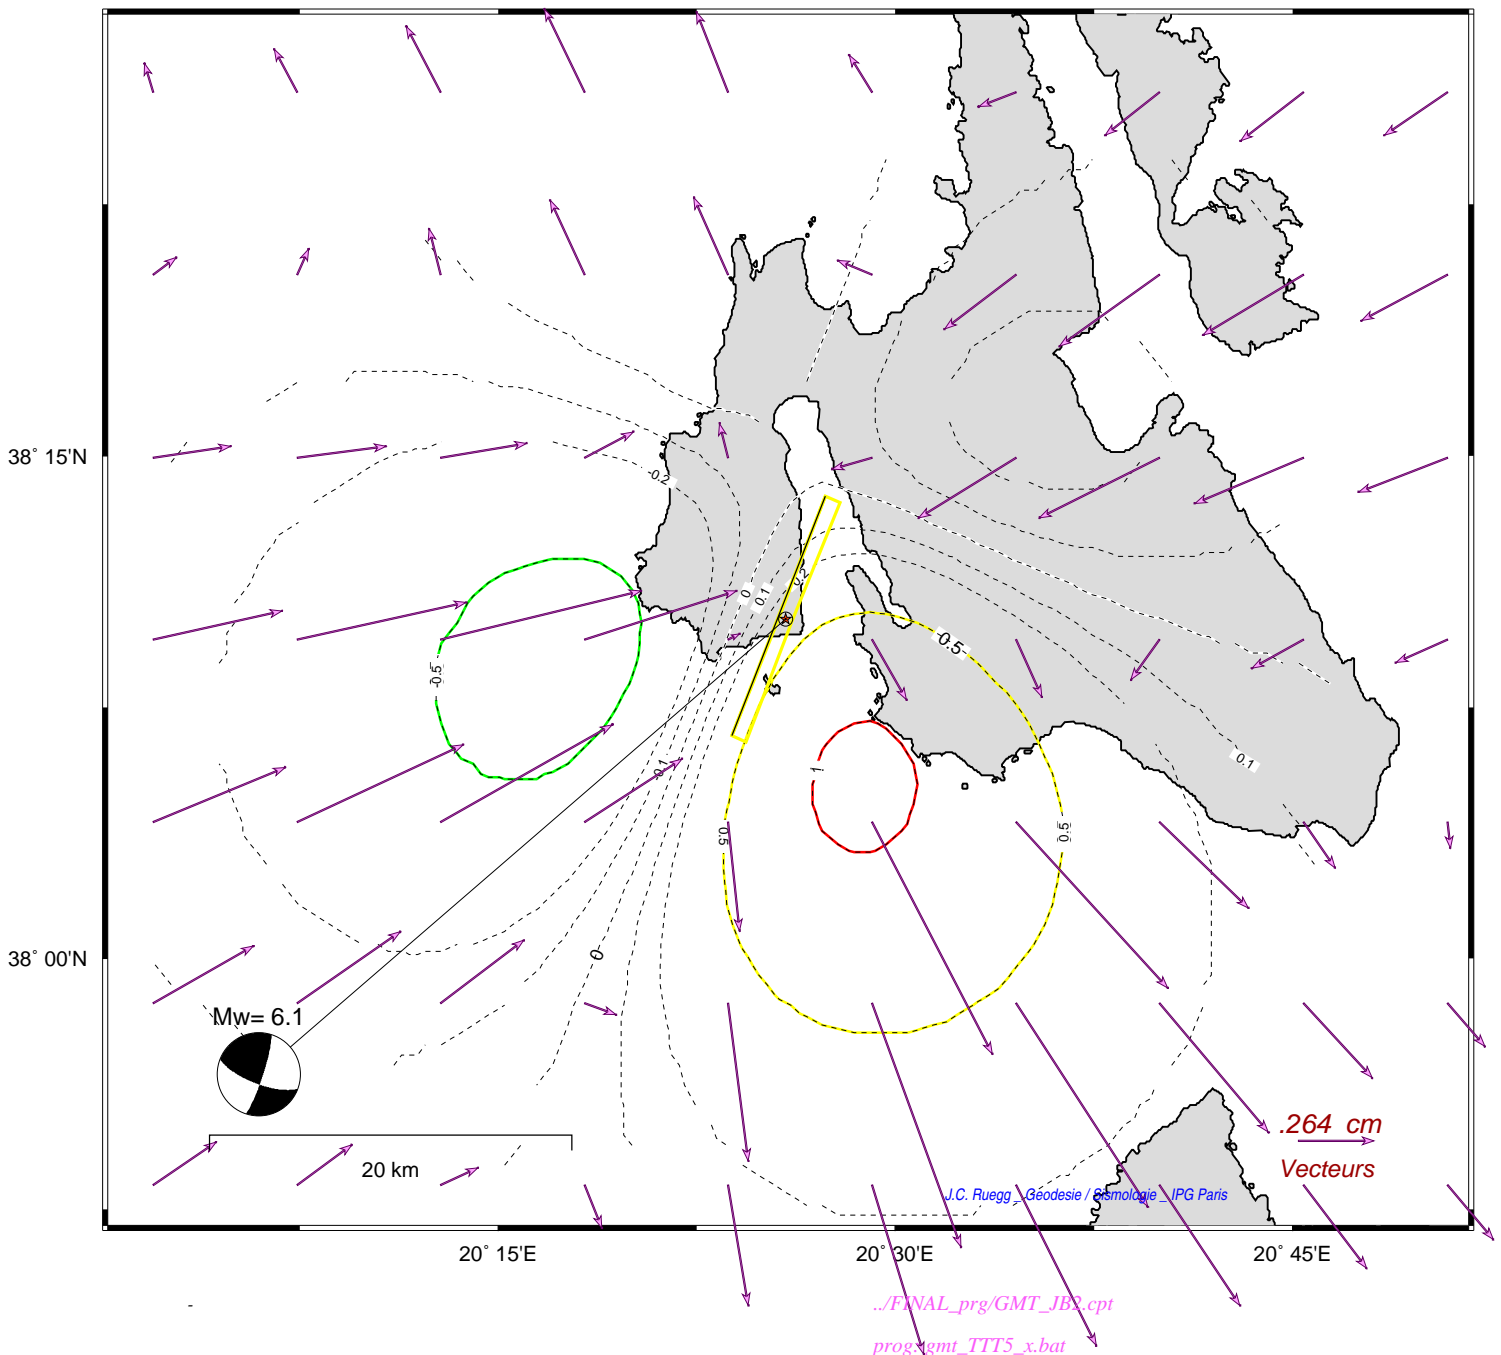 0.2
38° 15'N
0
0.1
0.2
0.5
0.5
0.1
0.1
1
0.5
0.5
0
38° 00'N
Mw= 6.1
20 km
.264 cm
Vecteurs
J.C. Ruegg _ Geodesie / Sismologie _ IPG Paris
20° 15'E
20° 30'E
20° 45'E
-
../FINAL_prg/GMT_JB2.cpt
prog:gmt_TTT5_x.bat